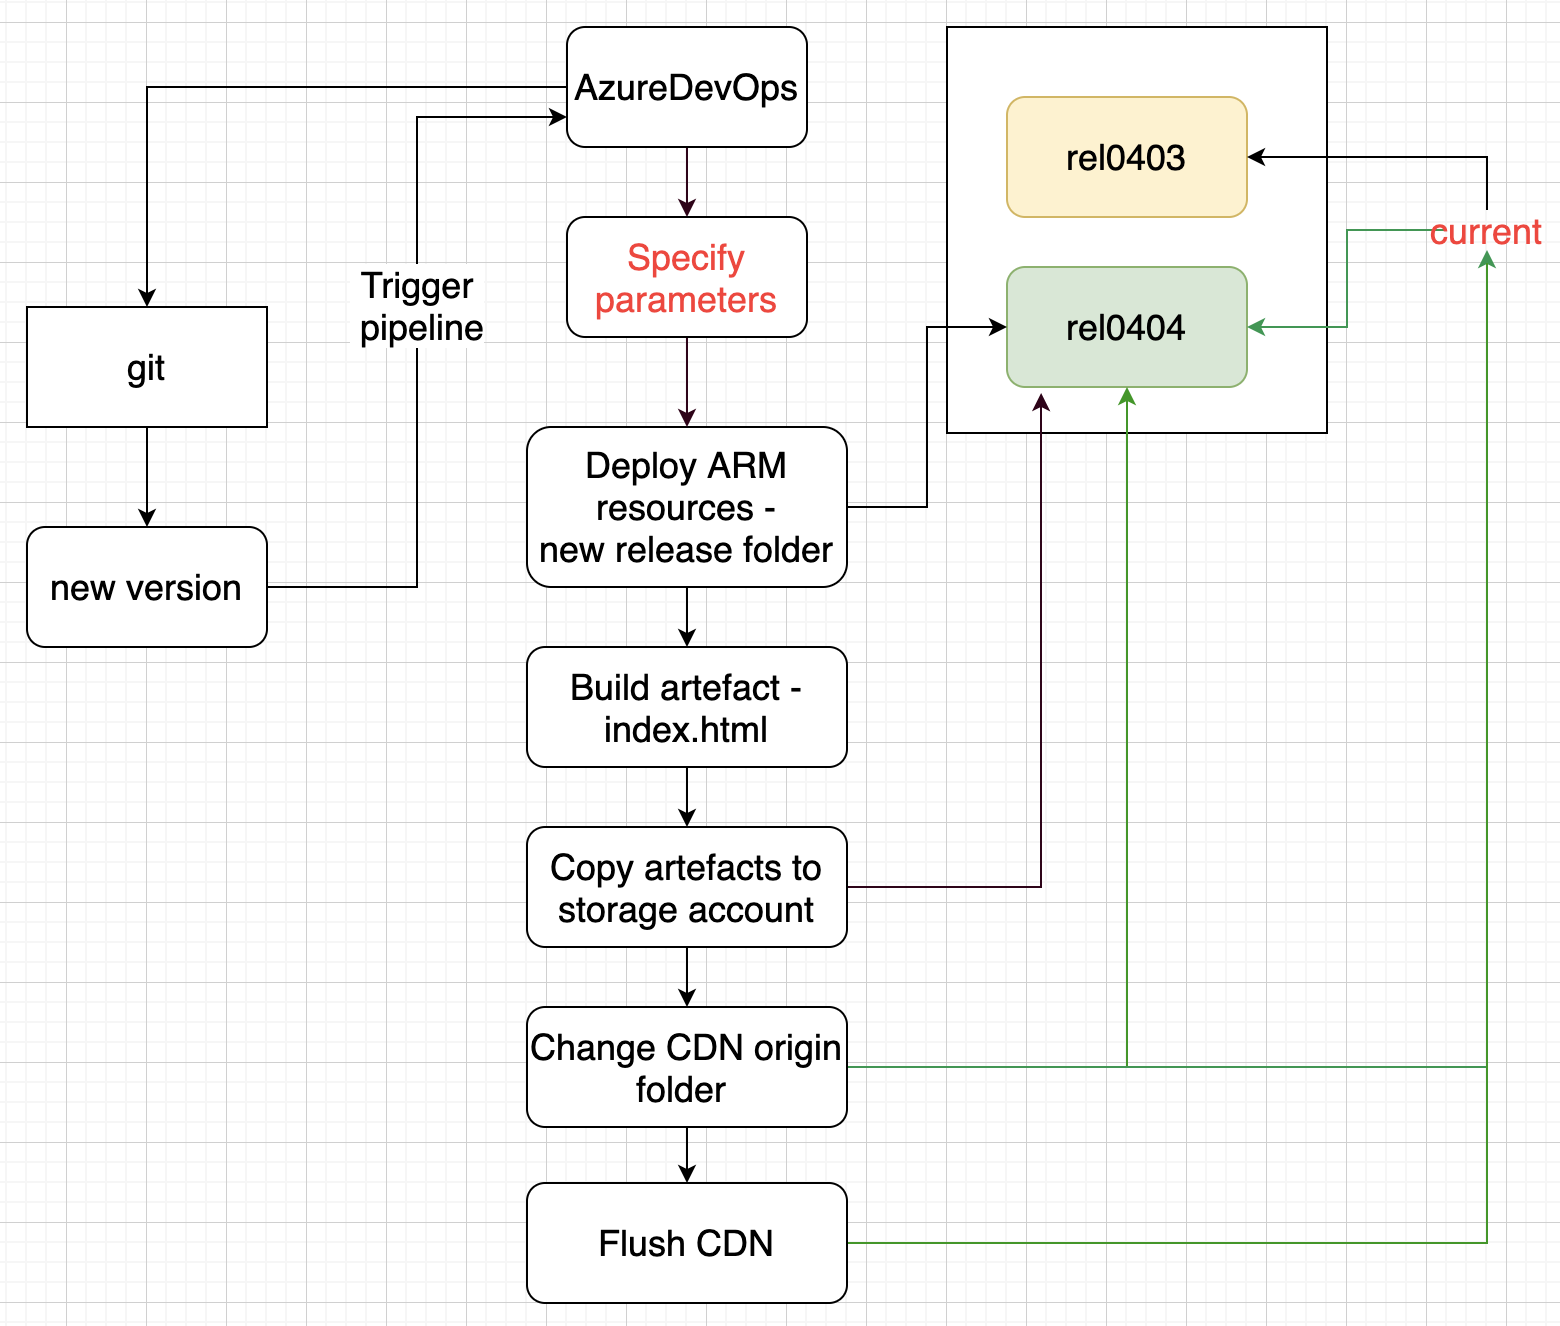 AzureDevOps
rel0403
current
Specify
parameters
Trigger
pipeline
rel0404
git
Deploy ARM
resources -
new release folder
new version
Build artefact -
index.html
Copy artefacts to
storage account
Change CDN origin
folder
Flush CDN